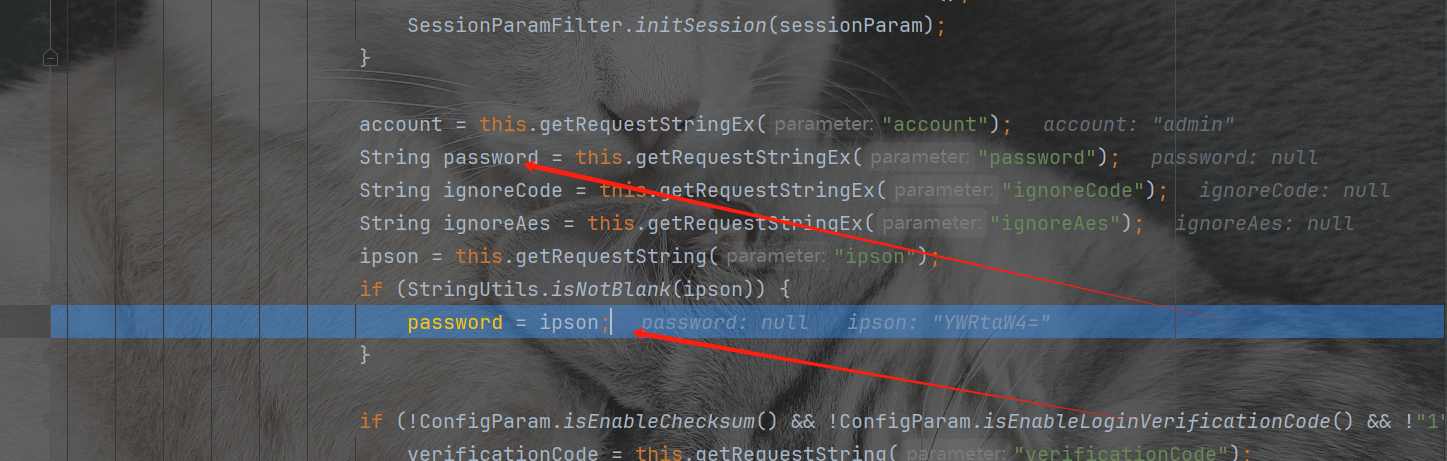 SessionParamFilter.initSession(sessionParam);
}
account = this.getRequestStringEx( parameter: "account"); account: "admin"
String password = this.getRequestStringEx( parameter: "password"); password: null
String ignoreCode = this.getRequestStringEx( parameter: "ignoreCode"); ignoreCode: null
String ignoreAes = this.getRequestStringEx( parameter: "ignoreAes"); ignoreAes: null
ipson = this.getRequestString( parameter: "ipson");
if (StringUtils.isNotBlank(ipson)) {
password = ipson; password: null ipson: "YWRtaW4="
}
if (!ConfigParam.isEnableChecksum() && !ConfigParam.isEnableLoginVerificationCode() && !"1"
verificationCode = this.getRequestString( parameter: "verificationCode");